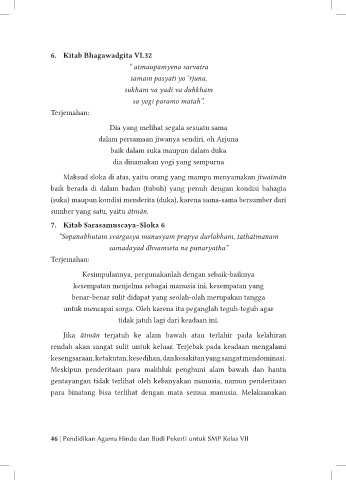 6. Kitab Bhagawadgita VI.32
" atmaupamyena sarvatra
samam pasyati yo 'rjuna,
sukham va yadi va duhkham
sa yogi paramo matah".
Terjemahan:
Dia yang melihat segala sesuatu sama
dalam persamaan jiwanya sendiri, oh Arjuna
baik dalam suka maupun dalam duka
dia dinamakan yogi yang sempurna
Maksud sloka di atas, yaitu orang yang mampu menyamakan jiwatmān
baik berada di dalam badan (tubuh) yang penuh dengan kondisi bahagia
(suka) maupun kondisi menderita (duka), karena sama-sama bersumber dari
sumber yang satu, yaitu ātmān.
7. Kitab Sarasamuscaya–Sloka 6
"Sopanabhutam svargasya manusyam prapya durlabham, tathatmanam
samadayad dhvamseta na punaryatha"
Terjemahan:
Kesimpulannya, pergunakanlah dengan sebaik-baiknya
kesempatan menjelma sebagai manusia ini, kesempatan yang
benar-benar sulit didapat yang seolah-olah merupakan tangga
untuk mencapai sorga. Oleh karena itu peganglah teguh-teguh agar
tidak jatuh lagi dari keadaan ini.
Jika ātmān terjatuh ke alam bawah atau terlahir pada kelahiran
rendah akan sangat sulit untuk keluar. Terjebak pada keadaan mengalami
kesengsaraan, ketakutan, kesedihan, dan kesakitan yang sangat mendominasi.
Meskipun penderitaan para makhluk penghuni alam bawah dan hantu
gentayangan tidak terlihat oleh kebanyakan manusia, namun penderitaan
para binatang bisa terlihat dengan mata semua manusia. Melaksanakan
46 | Pendidikan Agama Hindu dan Budi Pekerti untuk SMP Kelas VII